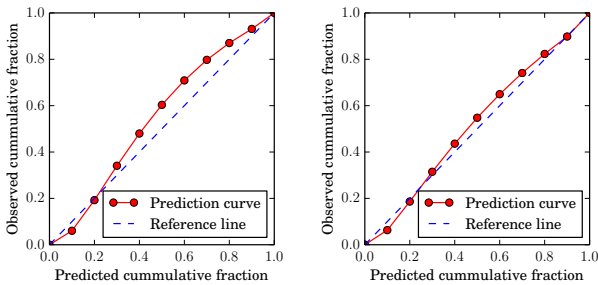 1.0
0.8
0.6
0.4
0.2
0.0
Observed cummulative fraction
Prediction curve
Reference line
0.0 0.2 0.4 0.6 0.8 1.0
Predicted cummulative fraction
1.0
0.8
0.6
0.4
0.2
0.0
Observed cummulative fraction
Prediction curve
Reference line
0.0 0.2 0.4 0.6 0.8 1.0
Predicted cummulative fraction